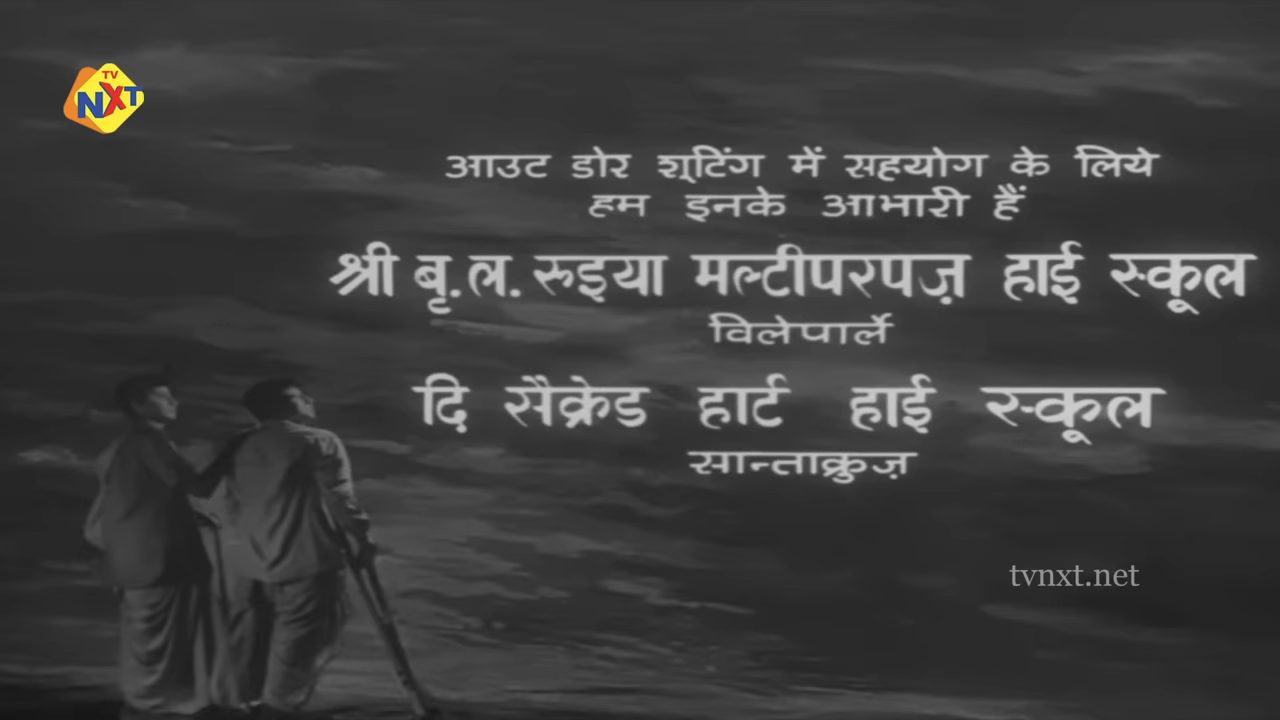 TV
NXT
आउट डोर शूटिंग में सहयोग के लिये
हम इनके आभारी हैं
श्री बृ. ल. रुइया मल्टीपरपज़ हाई स्कूल
विलेपार्ले
दि सैक्रेड हार्ट हाई स्कूल
सान्ताक्रुज़
tvnxt.net